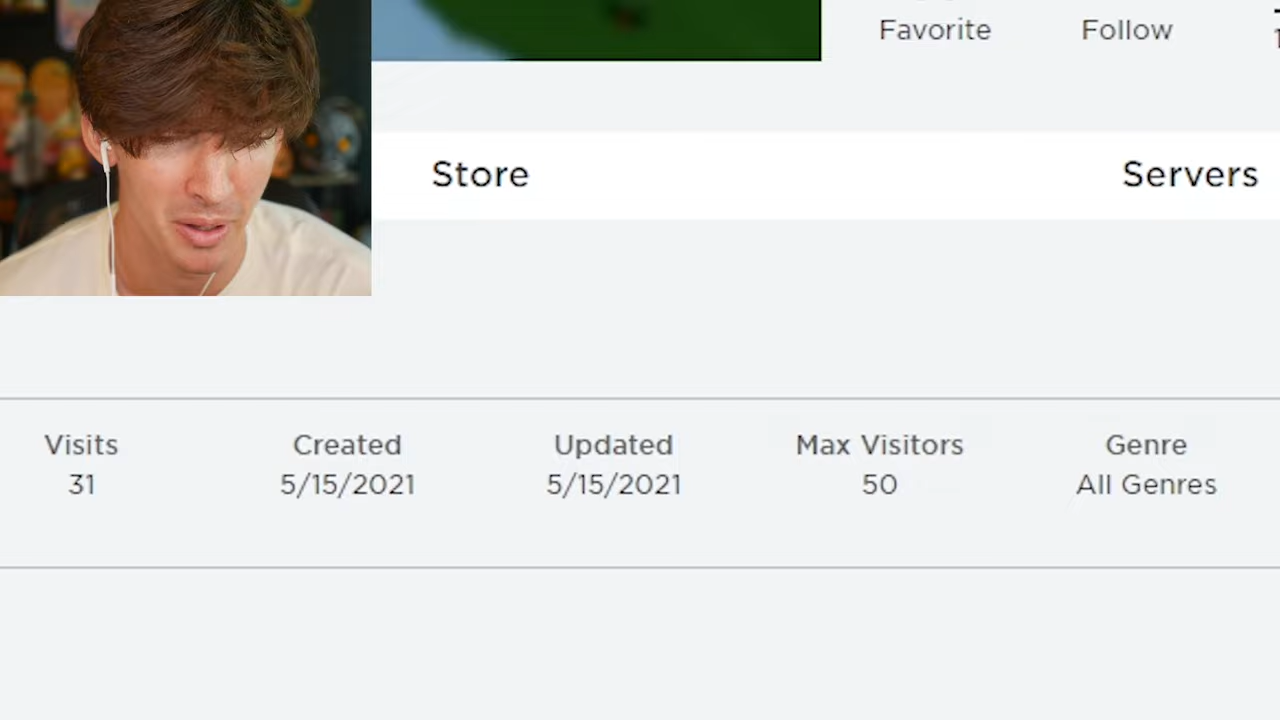 Favorite
Follow
Store
Servers
Visits
Created
Updated
Max Visitors
Genre
31
5/15/2021
5/15/2021
50
All Genres